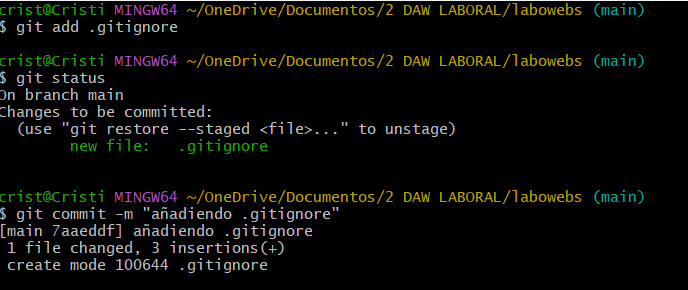 crist@Cristi MINGW64 ~/OneDrive/Documentos/2 DAW LABORAL/labowebs (main)
$ git add .gitignore
crist@Cristi MINGW64 ~/OneDrive/Documentos/2 DAW LABORAL/labowebs (main)
$ git status
On branch main
Changes to be committed:
  (use "git restore --staged <file>..." to unstage)
        new file:   .gitignore
crist@Cristi MINGW64 ~/OneDrive/Documentos/2 DAW LABORAL/labowebs (main)
$ git commit -m "añadiendo .gitignore"
[main 7aaeddf] añadiendo .gitignore
 1 file changed, 3 insertions(+)
 create mode 100644 .gitignore